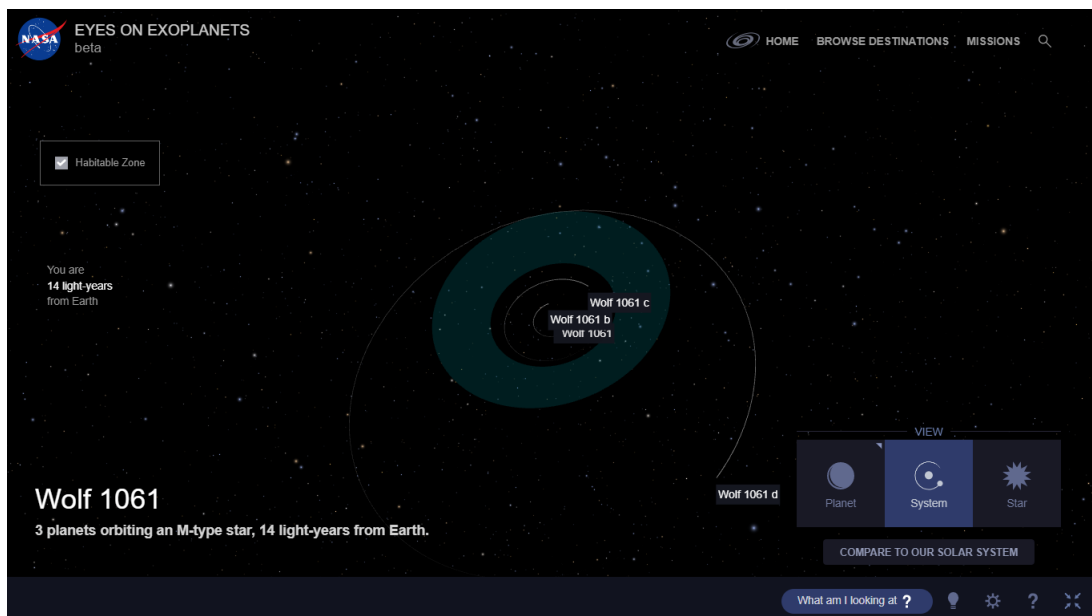 NASA
EYES ON EXOPLANETS
beta
HOME
BROWSE DESTINATIONS
MISSIONS
Habitable Zone
You are
14 light-years
from Earth
Wolf 1061 c
Wolf 1061 b
Wolf 1061
Wolf 1061 d
Wolf 1061
3 planets orbiting an M-type star, 14 light-years from Earth.
VIEW
Planet
System
Star
COMPARE TO OUR SOLAR SYSTEM
What am I looking at ?
?